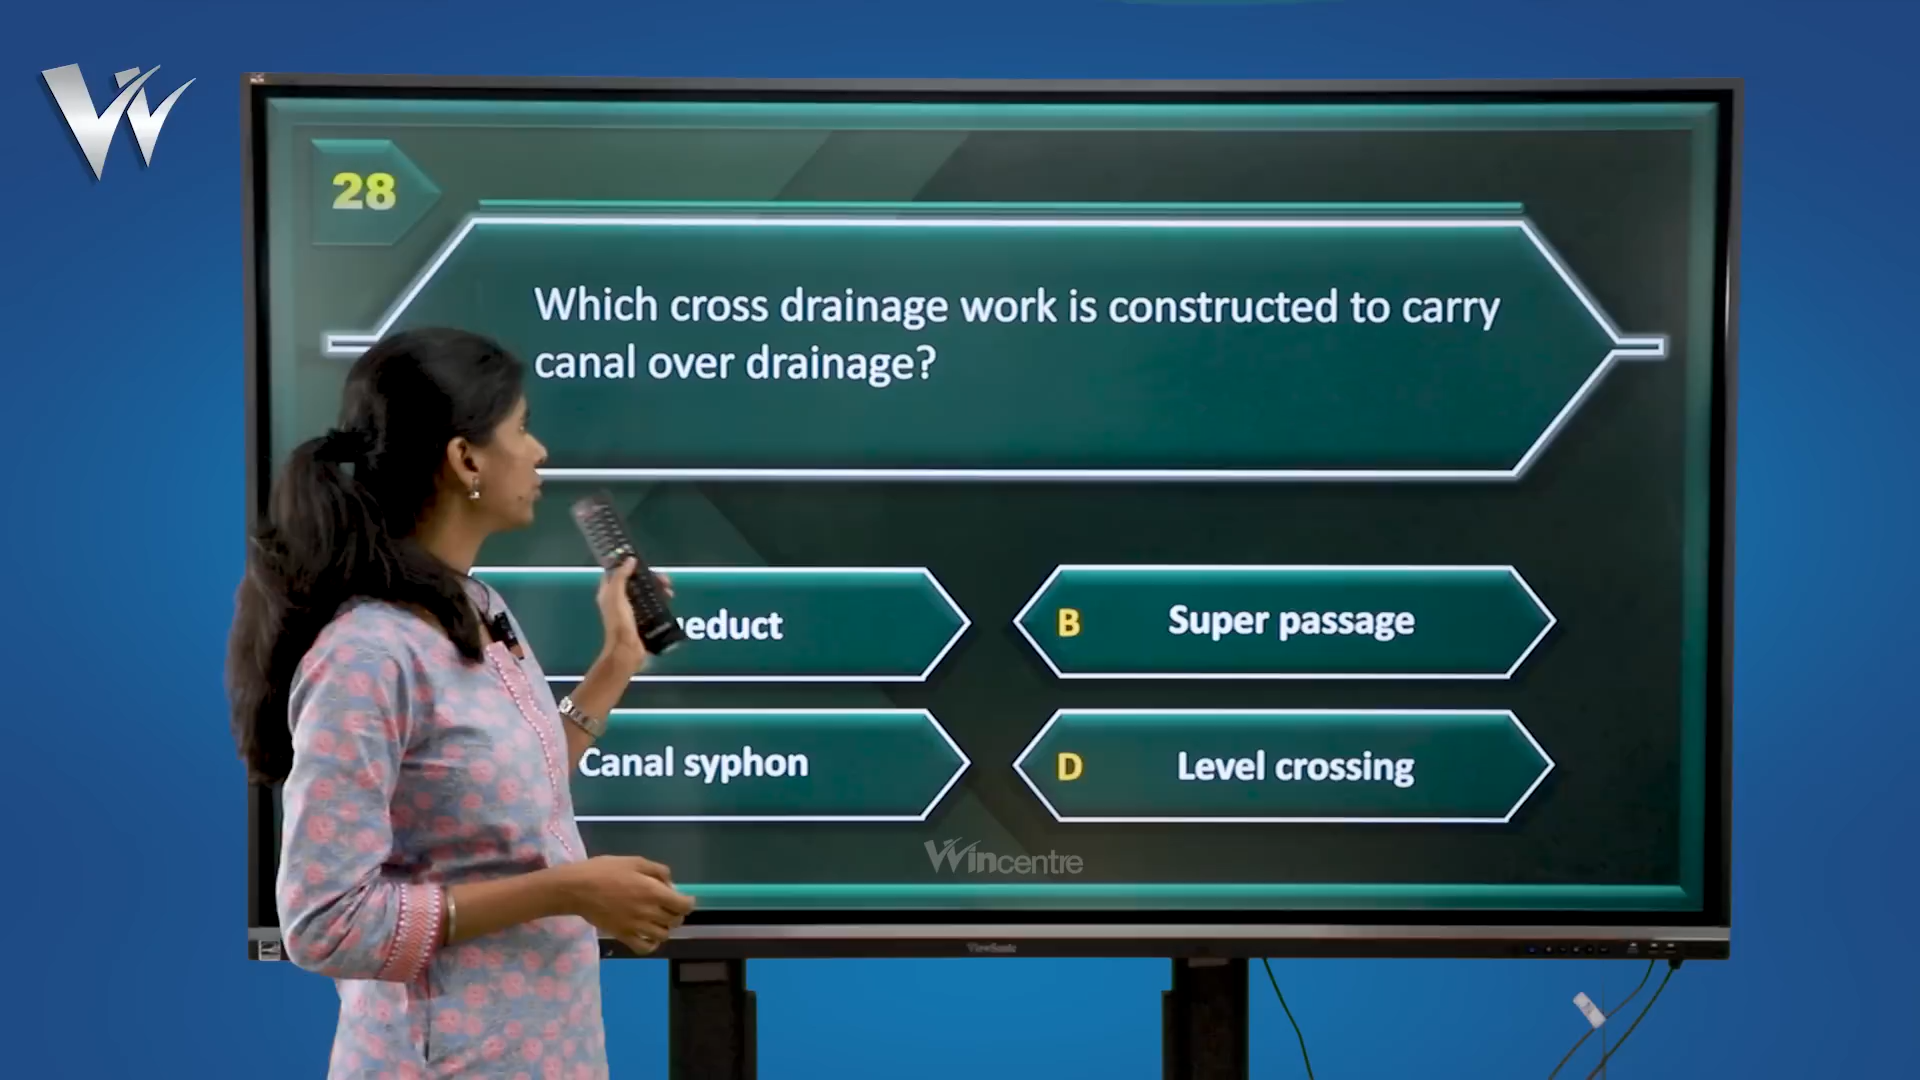 28
Which cross drainage work is constructed to carry
canal over drainage?
B Super passage
Canal syphon
D Level crossing
Wincentre
ViewSonic